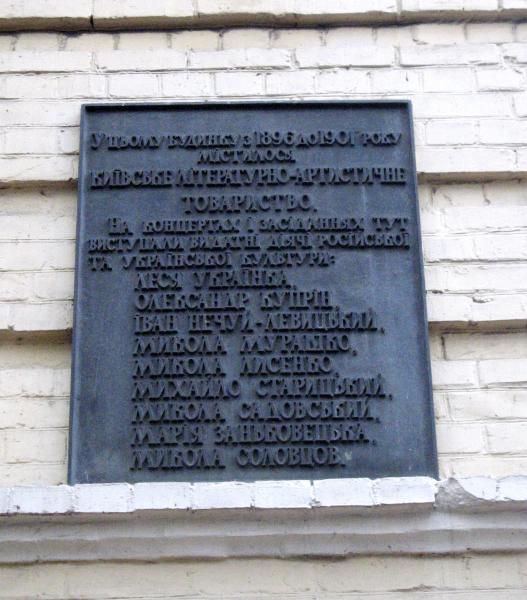 У ЦЬОМУ БУДИНКУ З 1896 ДО 1901 РОКУ
МІСТИЛОСЯ
КИЇВСЬКЕ ЛІТЕРАТУРНО-АРТИСТИЧНЕ
ТОВАРИСТВО.
НА КОНЦЕРТАХ І ЗАСІДАННЯХ ТУТ
ВИСТУПАЛИ ВИДАТНІ ДІЯЧІ РОСІЙСЬКОЇ
ТА УКРАЇНСЬКОЇ КУЛЬТУРИ:
ЛЕСЯ УКРАЇНКА,
ОЛЕКСАНДР КУПРІН,
ІВАН НЕЧУЙ-ЛЕВИЦЬКИЙ,
МИКОЛА МУРАШКО,
МИКОЛА ЛИСЕНКО,
МИХАЙЛО СТАРИЦЬКИЙ,
МИКОЛА САДОВСЬКИЙ,
МАРІЯ ЗАНЬКОВЕЦЬКА,
МИКОЛА СОЛОВЦОВ.